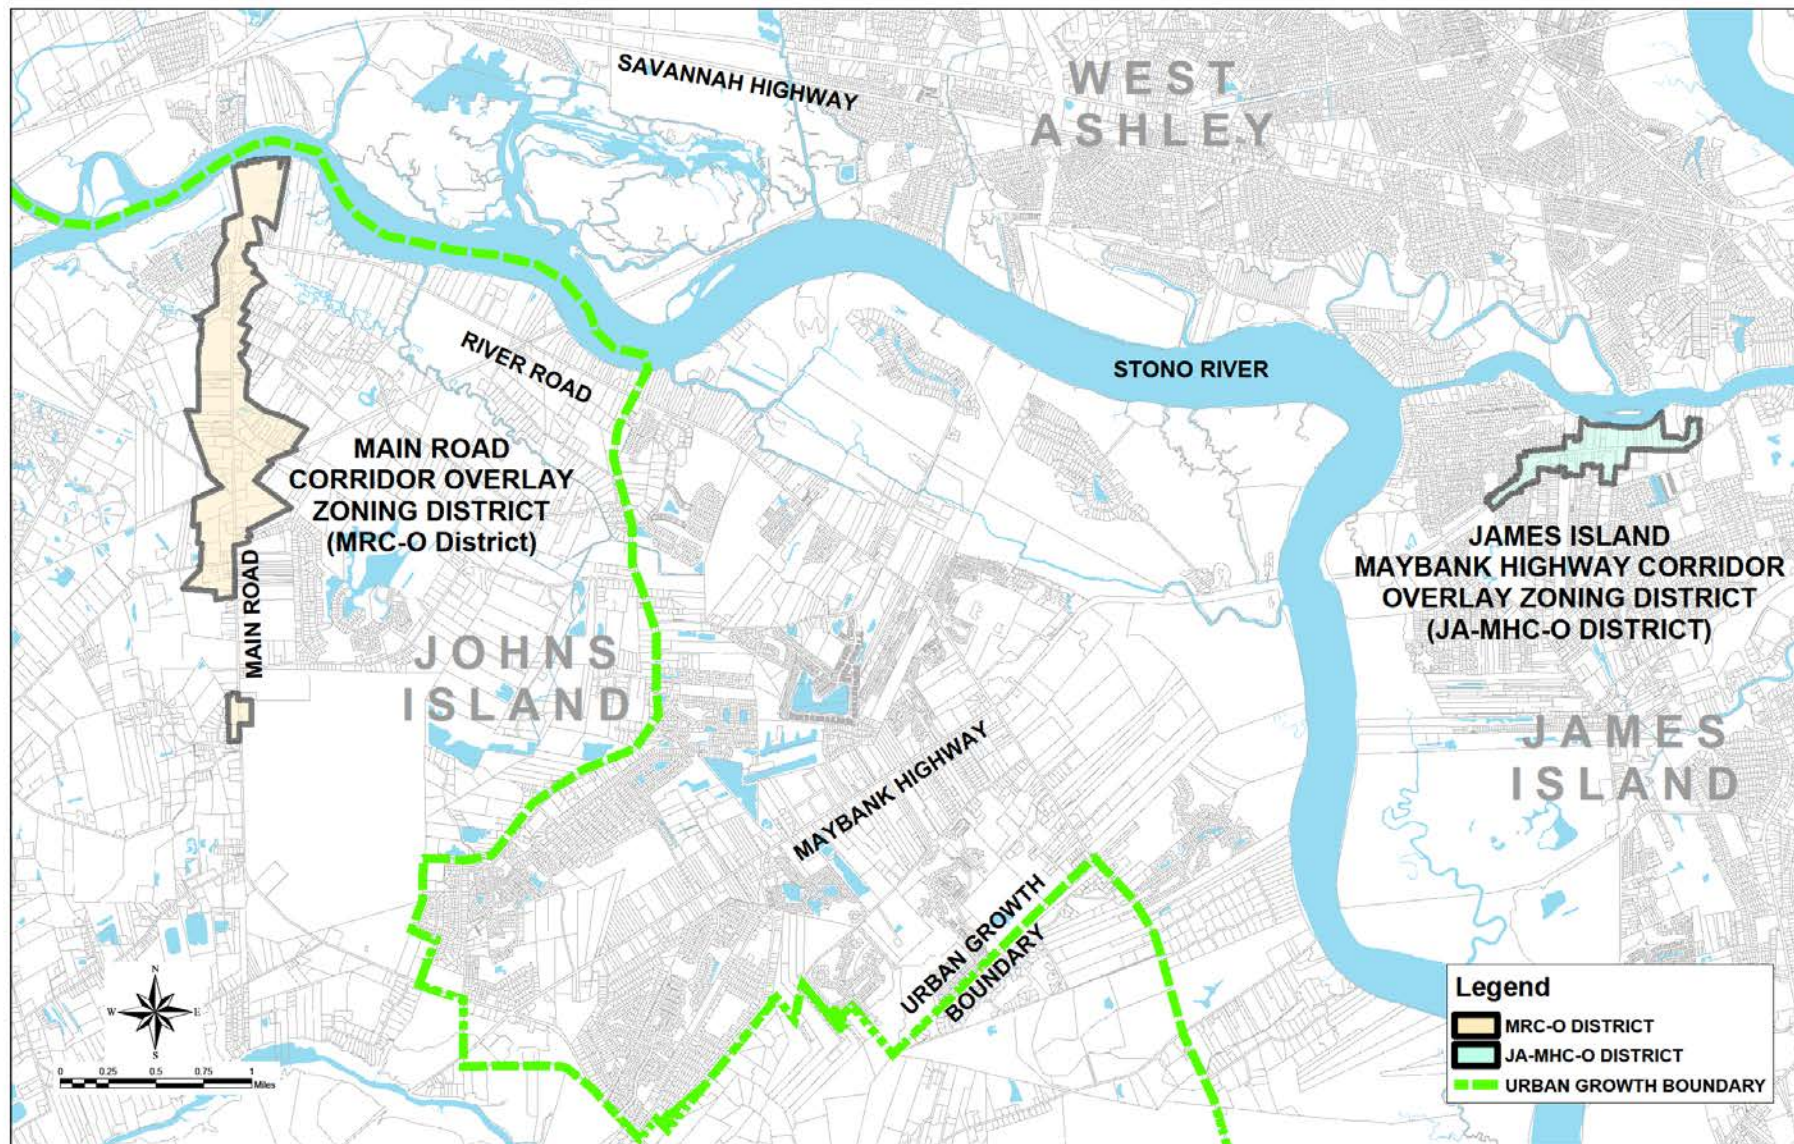 SAVANNAH HIGHWAY
WEST
ASHLEY
RIVER ROAD
STONO RIVER
MAIN ROAD
CORRIDOR OVERLAY
ZONING DISTRICT
(MRC-O District)
MAIN ROAD
JAMES ISLAND
MAYBANK HIGHWAY CORRIDOR
OVERLAY ZONING DISTRICT
(JA-MHC-O DISTRICT)
JOHNS
ISLAND
JAMES
ISLAND
MAYBANK HIGHWAY
URBAN GROWTH
BOUNDARY
N
W E
S
0 0.25 0.5 0.75 1
Miles
Legend
MRC-O DISTRICT
JA-MHC-O DISTRICT
URBAN GROWTH BOUNDARY